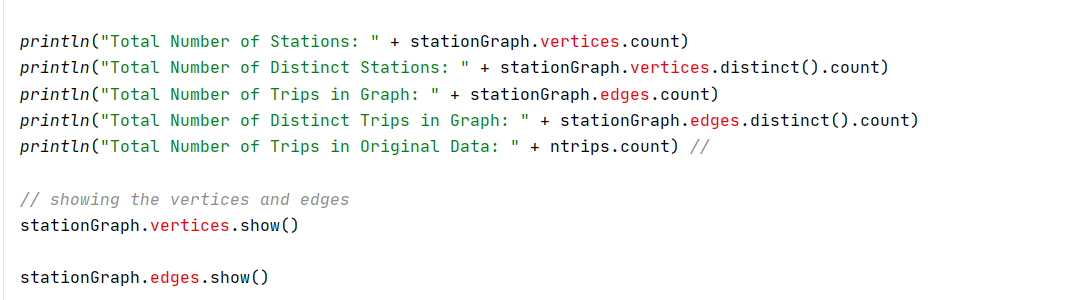 println("Total Number of Stations: " + stationGraph.vertices.count)
println("Total Number of Distinct Stations: " + stationGraph.vertices.distinct().count)
println("Total Number of Trips in Graph: " + stationGraph.edges.count)
println("Total Number of Distinct Trips in Graph: " + stationGraph.edges.distinct().count)
println("Total Number of Trips in Original Data: " + ntrips.count) //
// showing the vertices and edges
stationGraph.vertices.show()
stationGraph.edges.show()